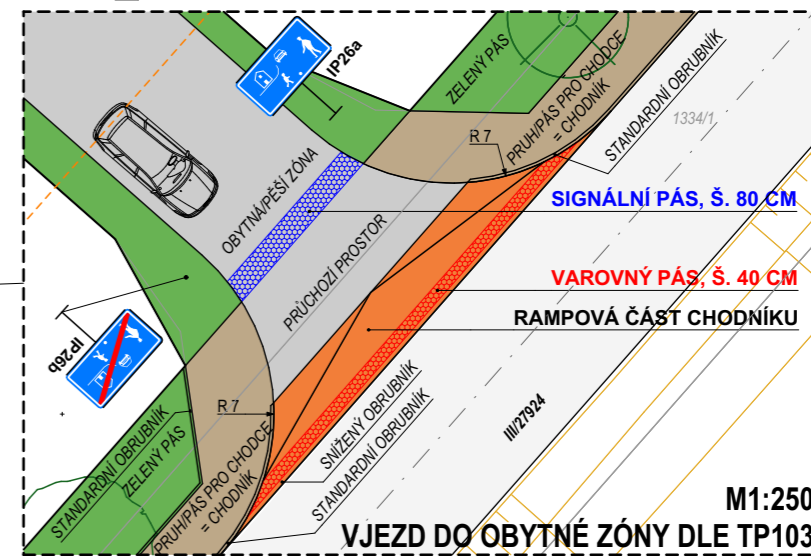 IP26a
ZELENÝ PÁS
PRUH/PÁS PRO CHODCE
= CHODNÍK
STANDARDNÍ OBRUBNÍK
1334/1
R 7
OBYTNÁ/PĚŠÍ ZÓNA
SIGNÁLNÍ PÁS, Š. 80 CM
PRŮCHOZÍ PROSTOR
VAROVNÝ PÁS, Š. 40 CM
RAMPOVÁ ČÁST CHODNÍKU
IP26b
R 7
SNÍŽENÝ OBRUBNÍK
STANDARDNÍ OBRUBNÍK
III/27924
STANDARDNÍ OBRUBNÍK
ZELENÝ PÁS
PRUH/PÁS PRO CHODCE
= CHODNÍK
M1:250
VJEZD DO OBYTNÉ ZÓNY DLE TP103